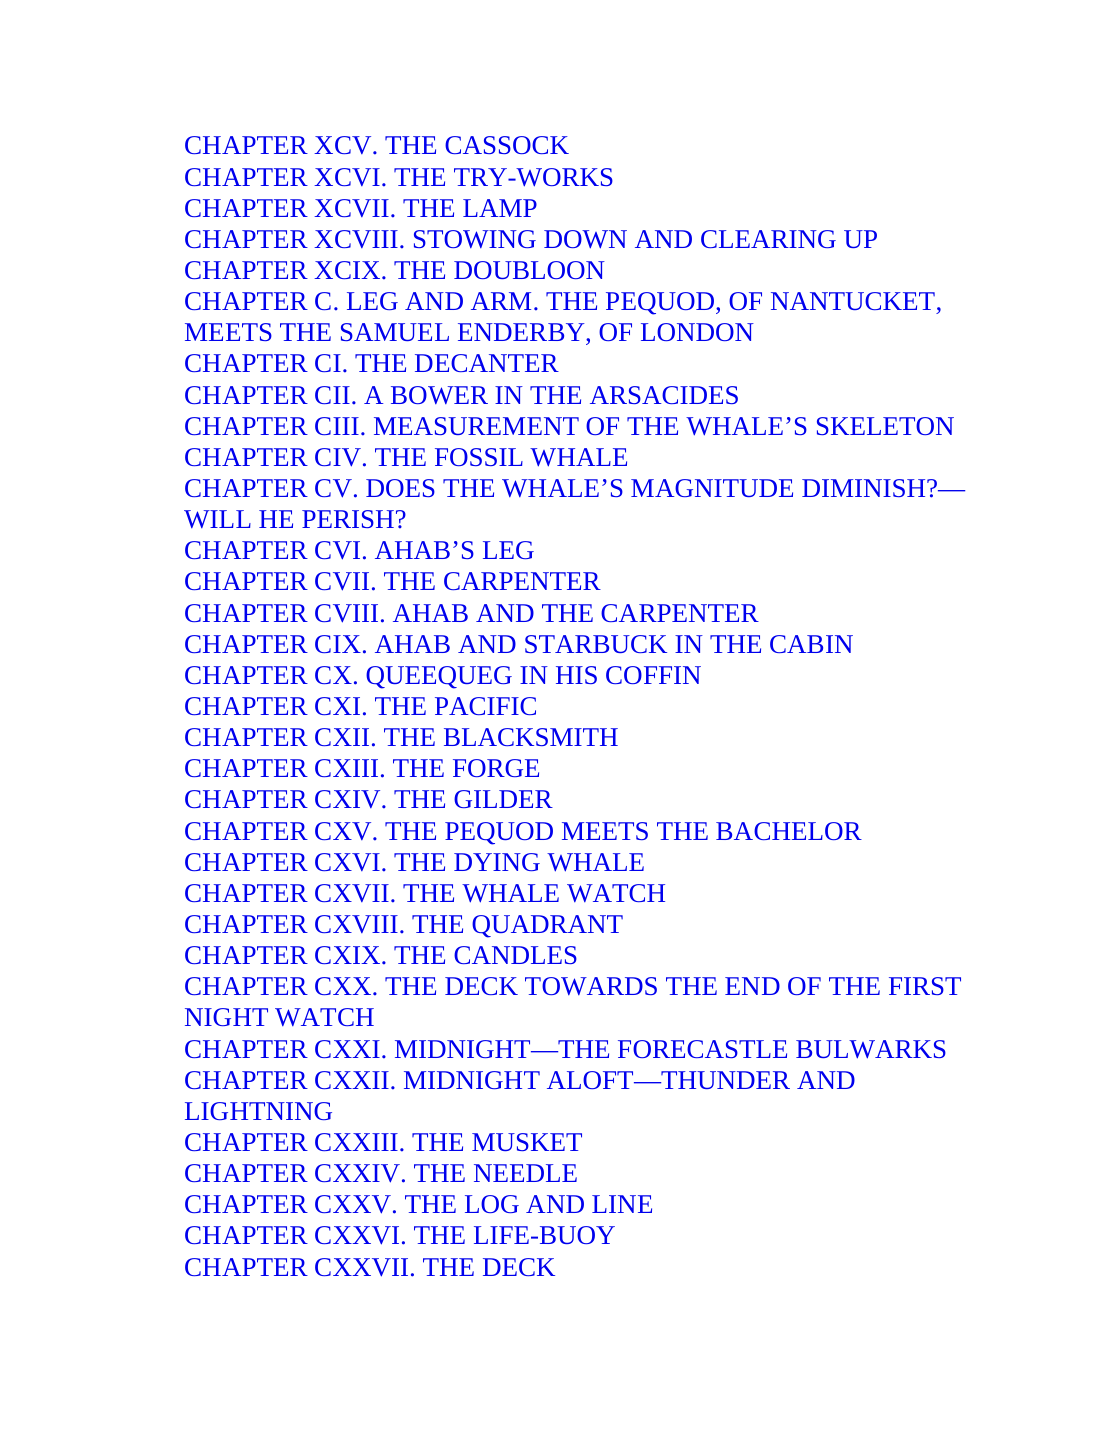 CHAPTER XCV. THE CASSOCK
CHAPTER XCVI. THE TRY-WORKS
CHAPTER XCVII. THE LAMP
CHAPTER XCVIII. STOWING DOWN AND CLEARING UP
CHAPTER XCIX. THE DOUBLOON
CHAPTER C. LEG AND ARM. THE PEQUOD, OF NANTUCKET,
MEETS THE SAMUEL ENDERBY, OF LONDON
CHAPTER CI. THE DECANTER
CHAPTER CII. A BOWER IN THE ARSACIDES
CHAPTER CIII. MEASUREMENT OF THE WHALE’S SKELETON
CHAPTER CIV. THE FOSSIL WHALE
CHAPTER CV. DOES THE WHALE’S MAGNITUDE DIMINISH?—
WILL HE PERISH?
CHAPTER CVI. AHAB’S LEG
CHAPTER CVII. THE CARPENTER
CHAPTER CVIII. AHAB AND THE CARPENTER
CHAPTER CIX. AHAB AND STARBUCK IN THE CABIN
CHAPTER CX. QUEEQUEG IN HIS COFFIN
CHAPTER CXI. THE PACIFIC
CHAPTER CXII. THE BLACKSMITH
CHAPTER CXIII. THE FORGE
CHAPTER CXIV. THE GILDER
CHAPTER CXV. THE PEQUOD MEETS THE BACHELOR
CHAPTER CXVI. THE DYING WHALE
CHAPTER CXVII. THE WHALE WATCH
CHAPTER CXVIII. THE QUADRANT
CHAPTER CXIX. THE CANDLES
CHAPTER CXX. THE DECK TOWARDS THE END OF THE FIRST
NIGHT WATCH
CHAPTER CXXI. MIDNIGHT—THE FORECASTLE BULWARKS
CHAPTER CXXII. MIDNIGHT ALOFT—THUNDER AND
LIGHTNING
CHAPTER CXXIII. THE MUSKET
CHAPTER CXXIV. THE NEEDLE
CHAPTER CXXV. THE LOG AND LINE
CHAPTER CXXVI. THE LIFE-BUOY
CHAPTER CXXVII. THE DECK